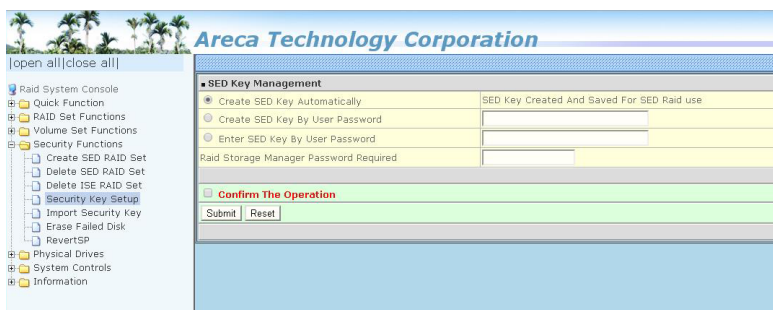 Areca Technology Corporation
|open all|close all|
Raid System Console
Quick Function
RAID Set Functions
Volume Set Functions
Security Functions
Create SED RAID Set
Delete SED RAID Set
Delete ISE RAID Set
Security Key Setup
Import Security Key
Erase Failed Disk
RevertSP
Physical Drives
System Controls
Information
SED Key Management
Create SED Key Automatically SED Key Created And Saved For SED Raid use
Create SED Key By User Password
Enter SED Key By User Password
Raid Storage Manager Password Required
Confirm The Operation
Submit Reset